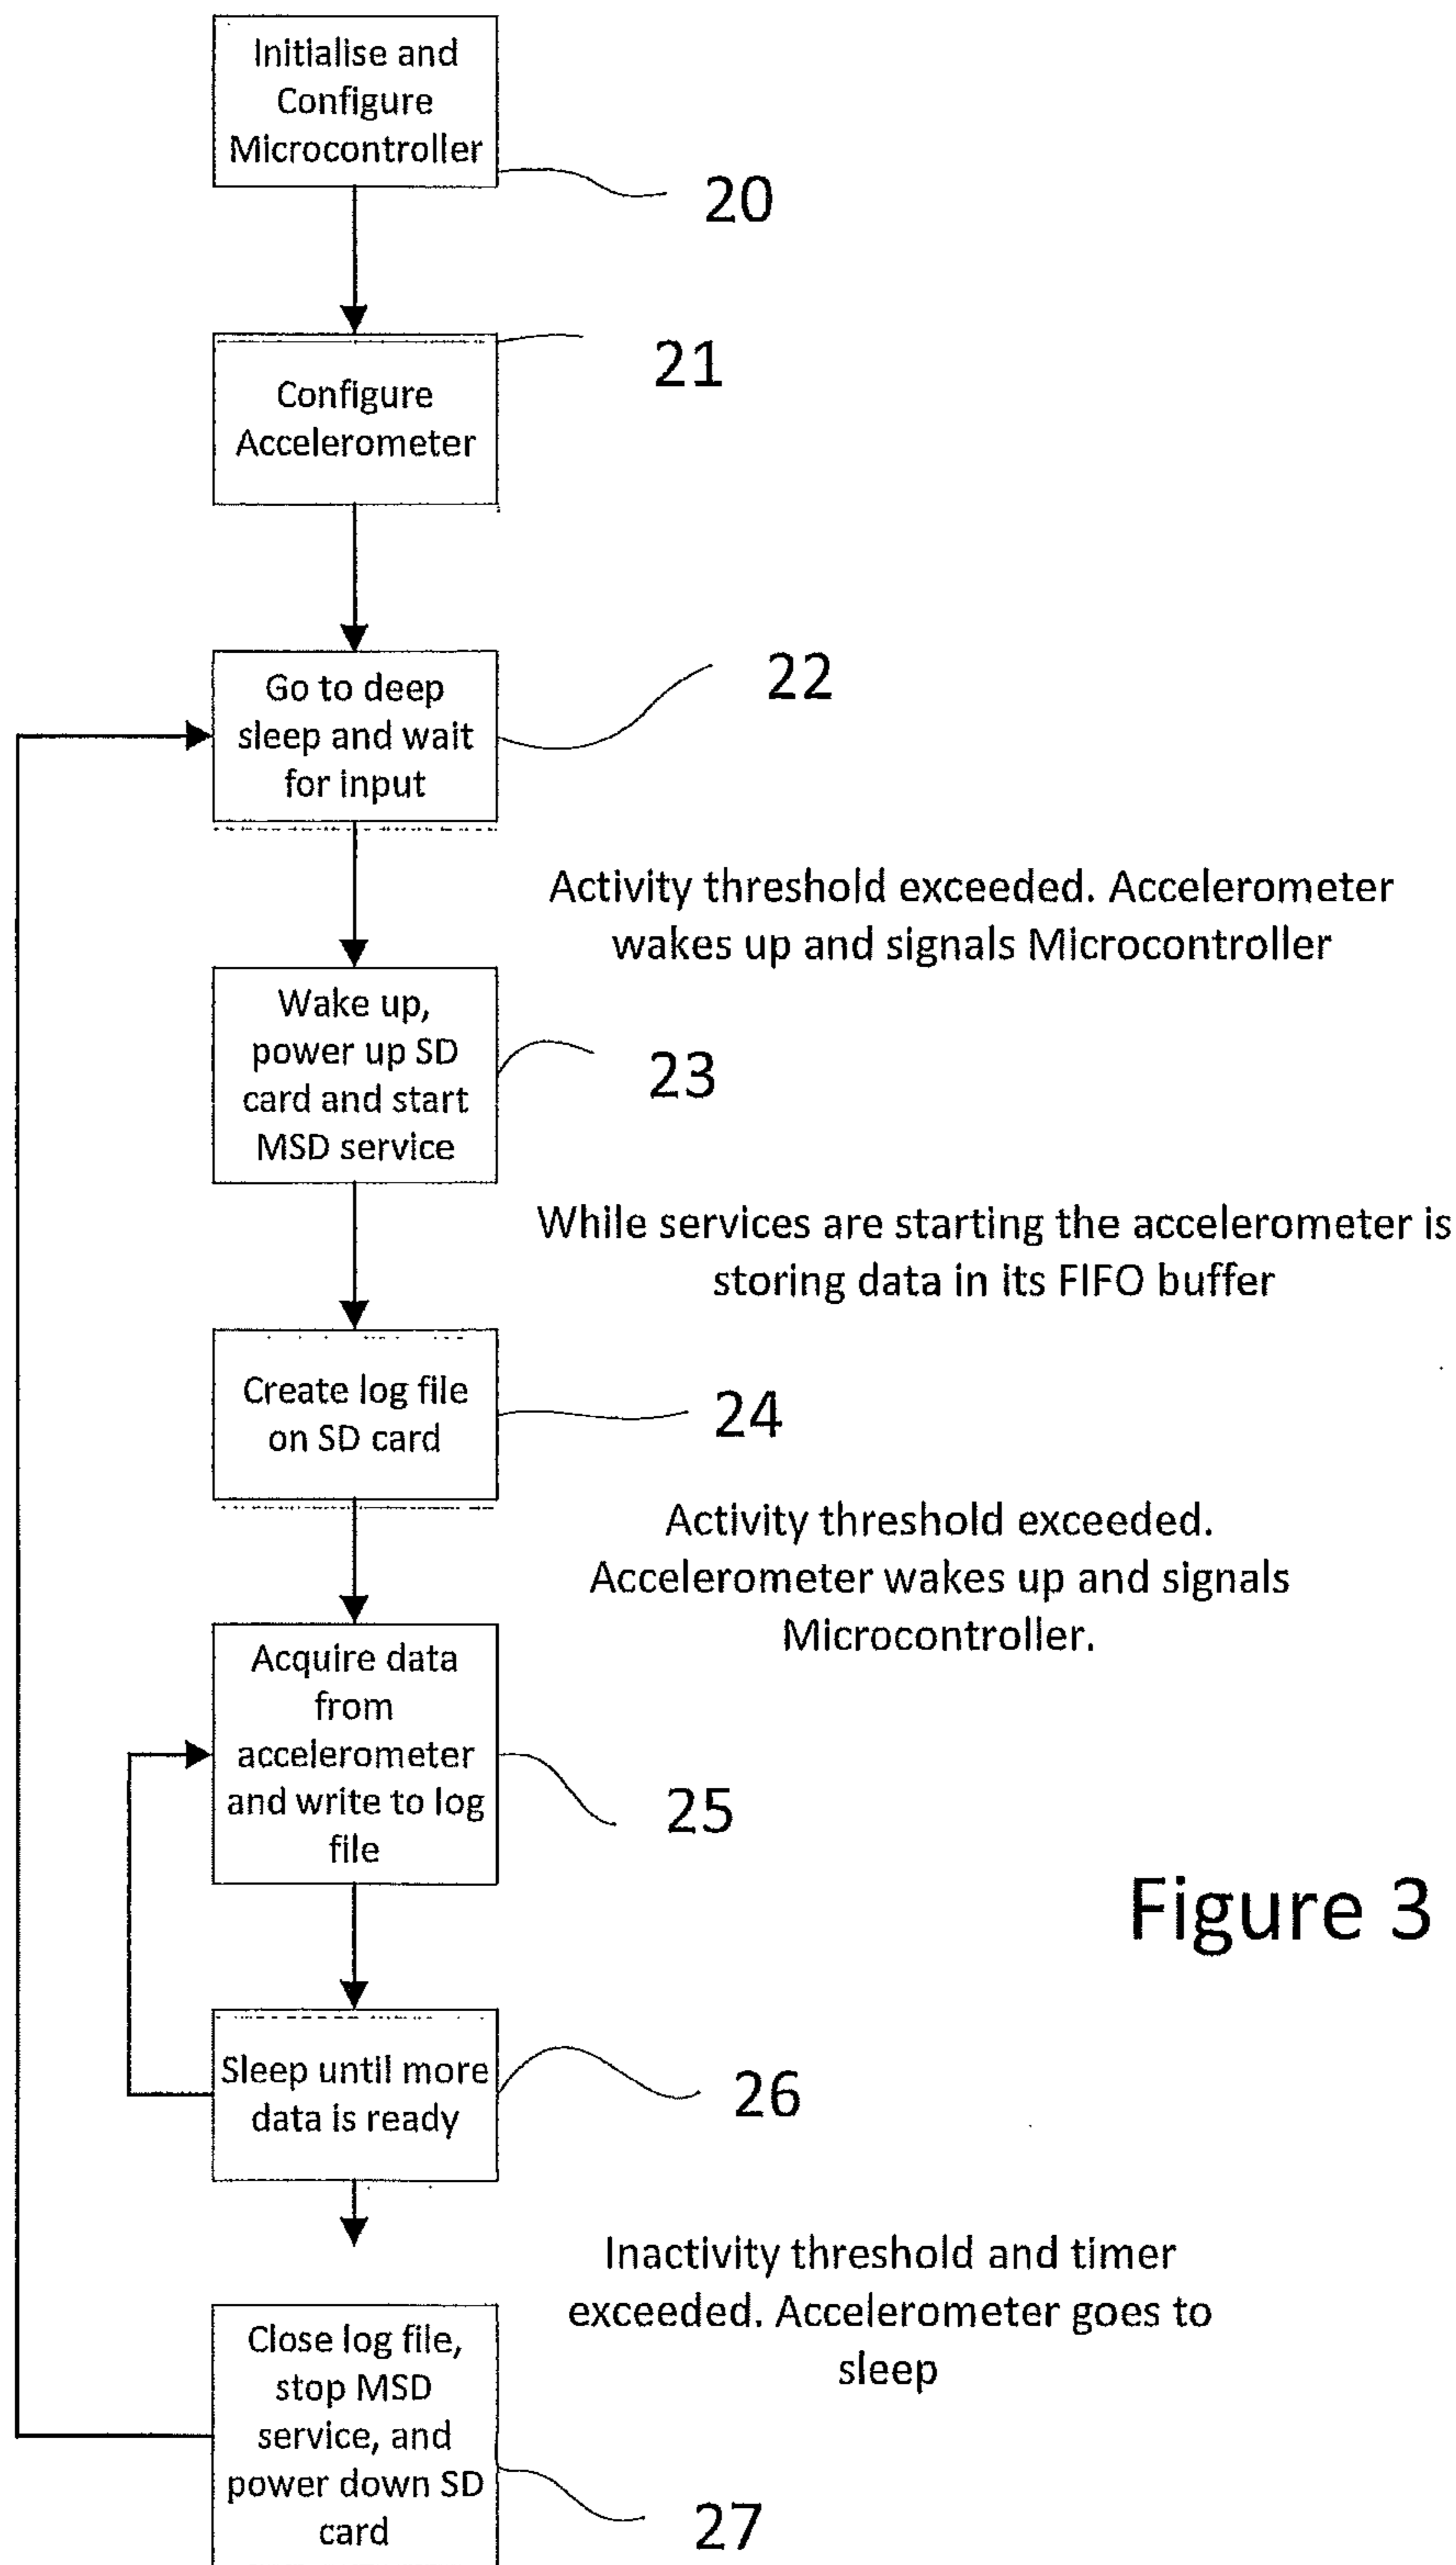 Initialise and
Configure
Microcontroller
20
21
Configure
Accelerometer
22
Go to deep
sleep and wait
for input
Activity threshold exceeded. Accelerometer
wakes up and signals Microcontroller
Wake up,
power up SD
card and start
MSD service
23
While services are starting the accelerometer is
storing data in its FIFO buffer
Create log file
on SD card
24
Activity threshold exceeded.
Accelerometer wakes up and signals
Microcontroller.
Acquire data
from
accelerometer
and write to log
file
25
Figure 3
Sleep until more
data is ready
26
Inactivity threshold and timer
exceeded. Accelerometer goes to
sleep
Close log file,
stop MSD
service, and
power down SD
card
27